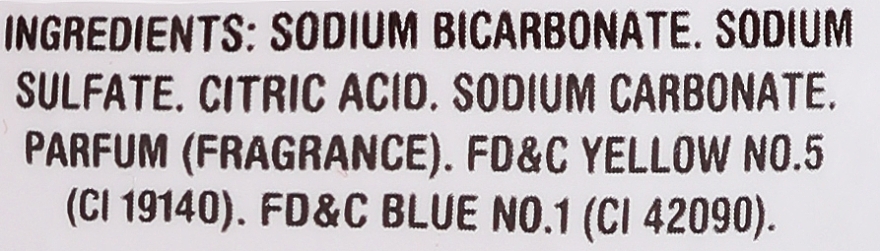 INGREDIENTS: SODIUM BICARBONATE. SODIUM
SULFATE. CITRIC ACID. SODIUM CARBONATE.
PARFUM (FRAGRANCE). FD&C YELLOW NO.5
(CI 19140). FD&C BLUE NO.1 (CI 42090).